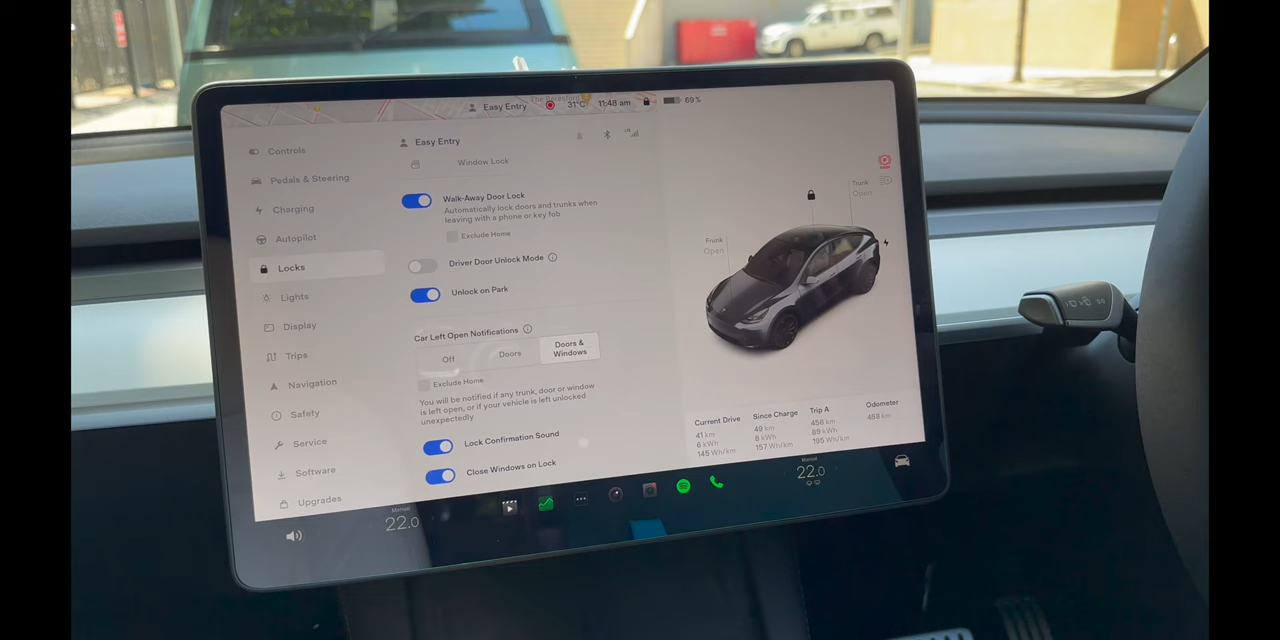 The Beresford
Easy Entry 31°C 11:48 am 69%
Controls
Pedals & Steering
Charging
Autopilot
Locks
Lights
Display
Trips
Navigation
Safety
Service
Software
Upgrades
Easy Entry
LTE
Window Lock
Walk-Away Door Lock
Automatically lock doors and trunks when
leaving with a phone or key fob
Exclude Home
Driver Door Unlock Mode
Unlock on Park
Car Left Open Notifications
Off
Doors
Doors &
Windows
Exclude Home
You will be notified if any trunk, door or window
is left open, or if your vehicle is left unlocked
unexpectedly
Lock Confirmation Sound
Close Windows on Lock
Trunk
Open
Frunk
Open
Current Drive
41 km
6 kWh
145 Wh/km
Since Charge
49 km
8 kWh
157 Wh/km
Trip A
456 km
89 kWh
195 Wh/km
Odometer
458 km
Manual
22.0
Manual
22.0